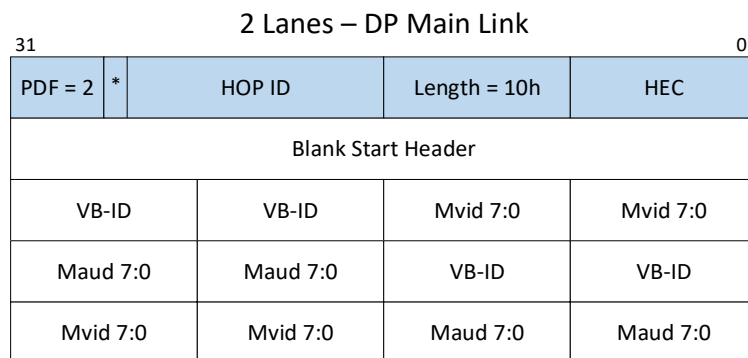 2 Lanes – DP Main Link
31 0
PDF = 2 * HOP ID Length = 10h HEC
Blank Start Header
VB-ID VB-ID Mvid 7:0 Mvid 7:0
Maud 7:0 Maud 7:0 VB-ID VB-ID
Mvid 7:0 Mvid 7:0 Maud 7:0 Maud 7:0